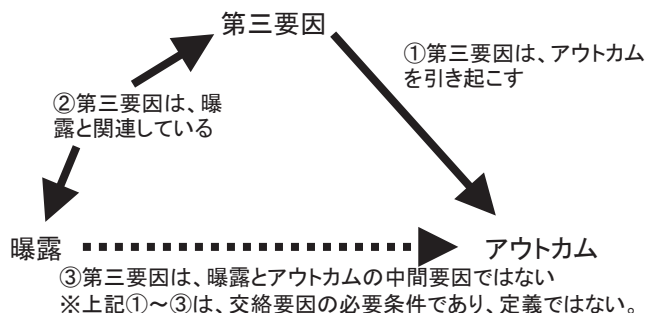 第三要因
①第三要因は、アウトカム
を引き起こす
②第三要因は、曝
露と関連している
曝露
アウトカム
③第三要因は、曝露とアウトカムの中間要因ではない
※上記①~③は、交絡要因の必要条件であり、定義ではない。